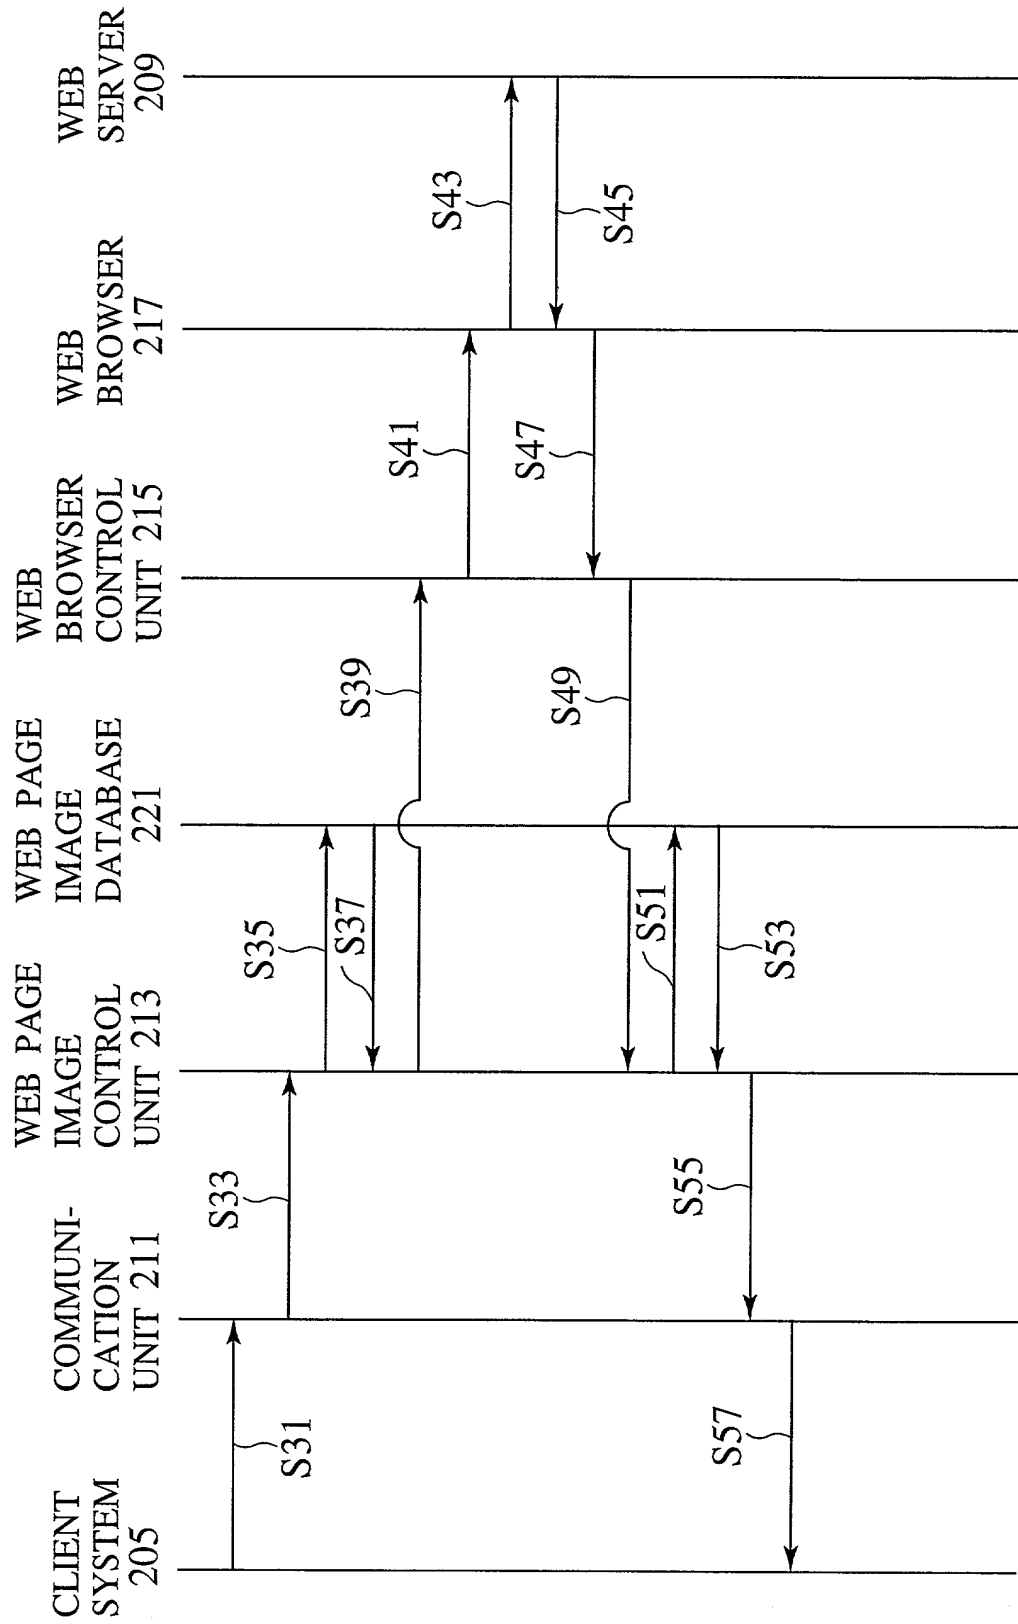 CLIENT
SYSTEM
205
COMMUNI-
CATION
UNIT 211
WEB PAGE
IMAGE
CONTROL
UNIT 213
WEB PAGE
IMAGE
DATABASE
221
WEB
BROWSER
CONTROL
UNIT 215
WEB
BROWSER
217
WEB
SERVER
209
S31
S33
S35
S37
S39
S41
S43
S45
S47
S49
S51
S53
S55
S57